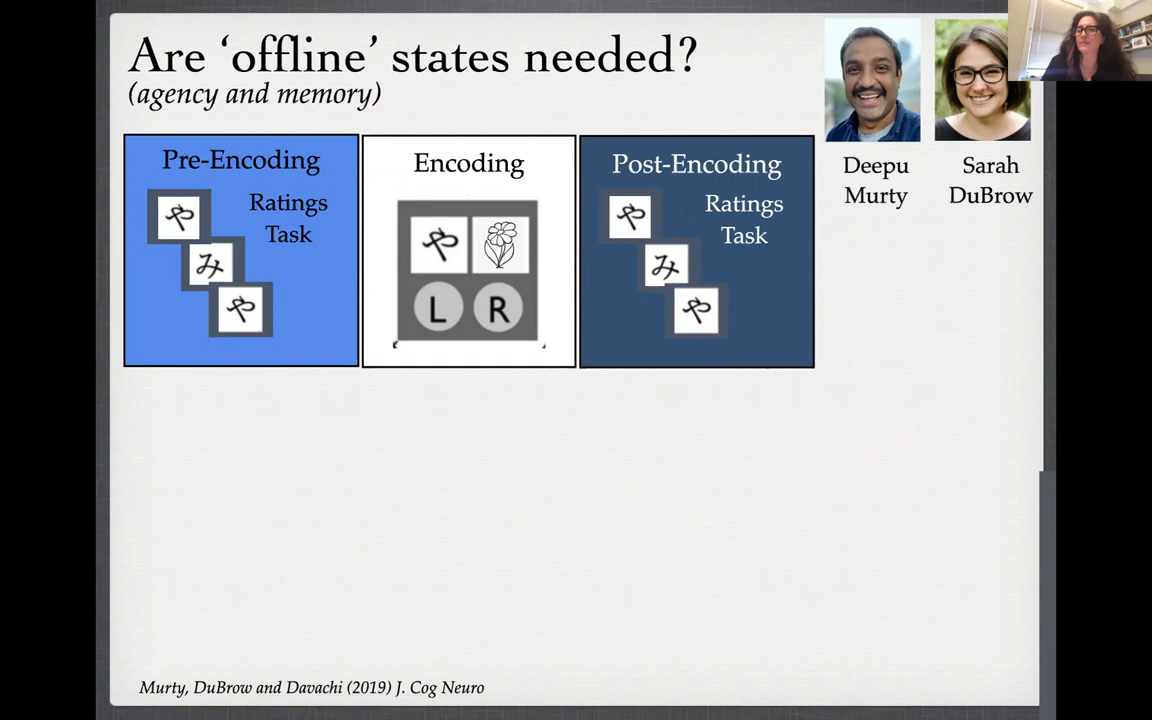 Are ‘offline’ states needed?
(agency and memory)
Pre-Encoding
Ratings
Task
や
み
や
Encoding
や
L R
Post-Encoding
Ratings
Task
や
み
や
Deepu
Murty
Sarah
DuBrow
Murty, DuBrow and Davachi (2019) J. Cog Neuro